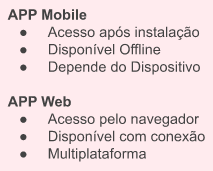 APP Mobile
● Acesso após instalação
● Disponível Offline
● Depende do Dispositivo
APP Web
● Acesso pelo navegador
● Disponível com conexão
● Multiplataforma